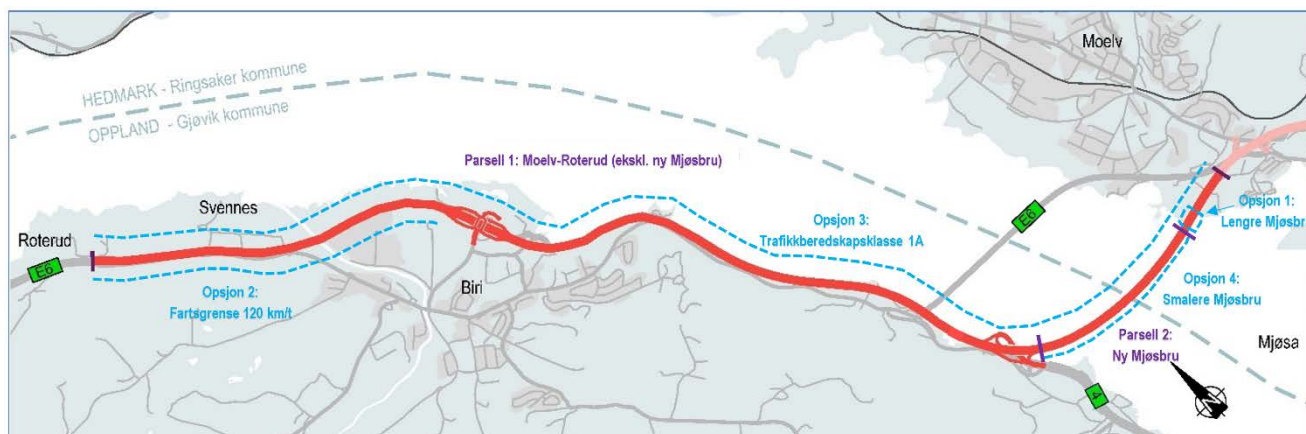 Moelv
HEDMARK - Ringsaker kommune
OPPLAND - Gjøvik kommune
Parsell 1: Moelv-Roterud (ekskl. ny Mjøsbru)
Svennes
Roterud
E6
Opsjon 2:
Fartsgrense 120 km/t
Biri
Opsjon 3:
Trafikkberedskapsklasse 1A
E6
Opsjon 1:
Lengre Mjøsbr
Opsjon 4:
Smalere Mjøsbru
Parsell 2:
Ny Mjøsbru
Mjøsa
4
N